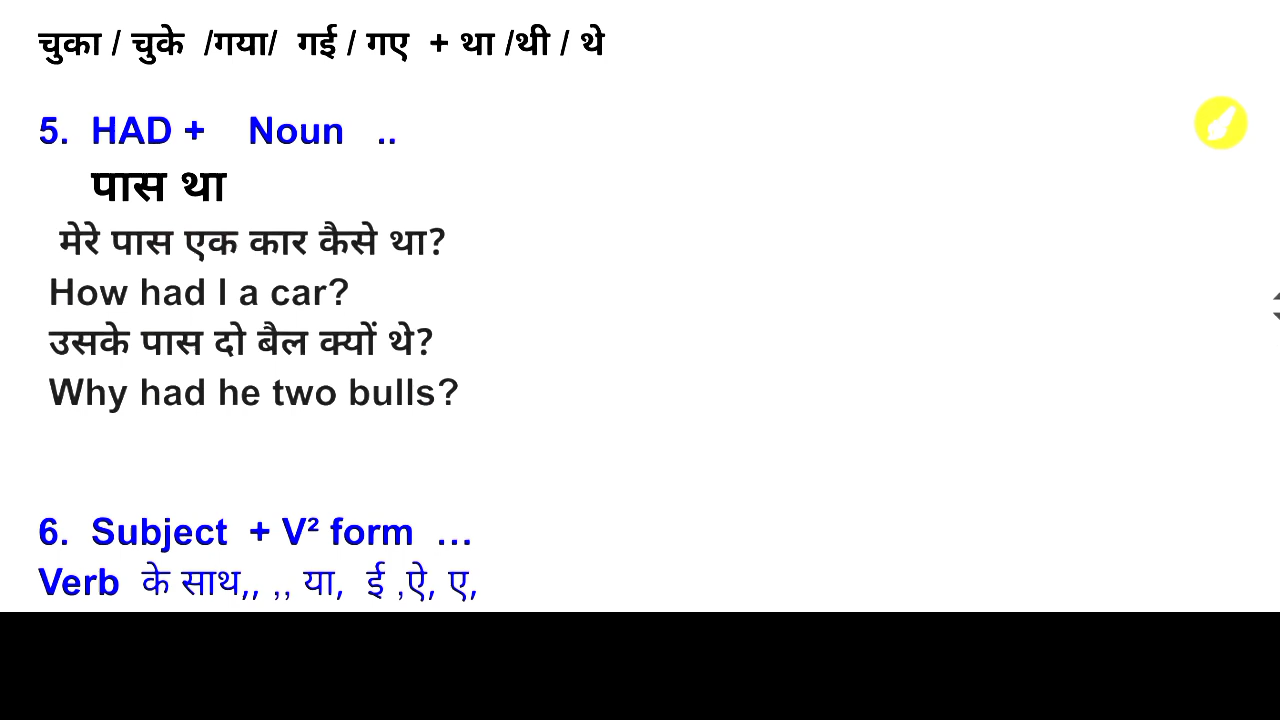 चुका / चुके /गया/ गई / गए + था /थी / थे
5. HAD + Noun ..
पास था
मेरे पास एक कार कैसे था?
How had I a car?
उसके पास दो बैल क्यों थे?
Why had he two bulls?
6. Subject + V² form ...
Verb के साथ,, ,, या, ई ,ऐ, ए,